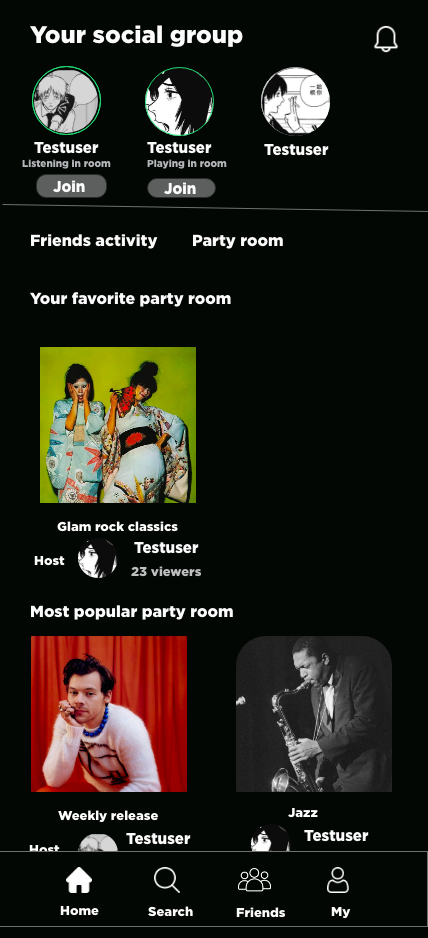 Your social group
Testuser
Listening in room
Join
Testuser
Playing in room
Join
Testuser
Friends activity
Party room
Your favorite party room
Glam rock classics
Host
Testuser
23 viewers
Most popular party room
Weekly release
Host
Testuser
Jazz
Testuser
Home
Search
Friends
My